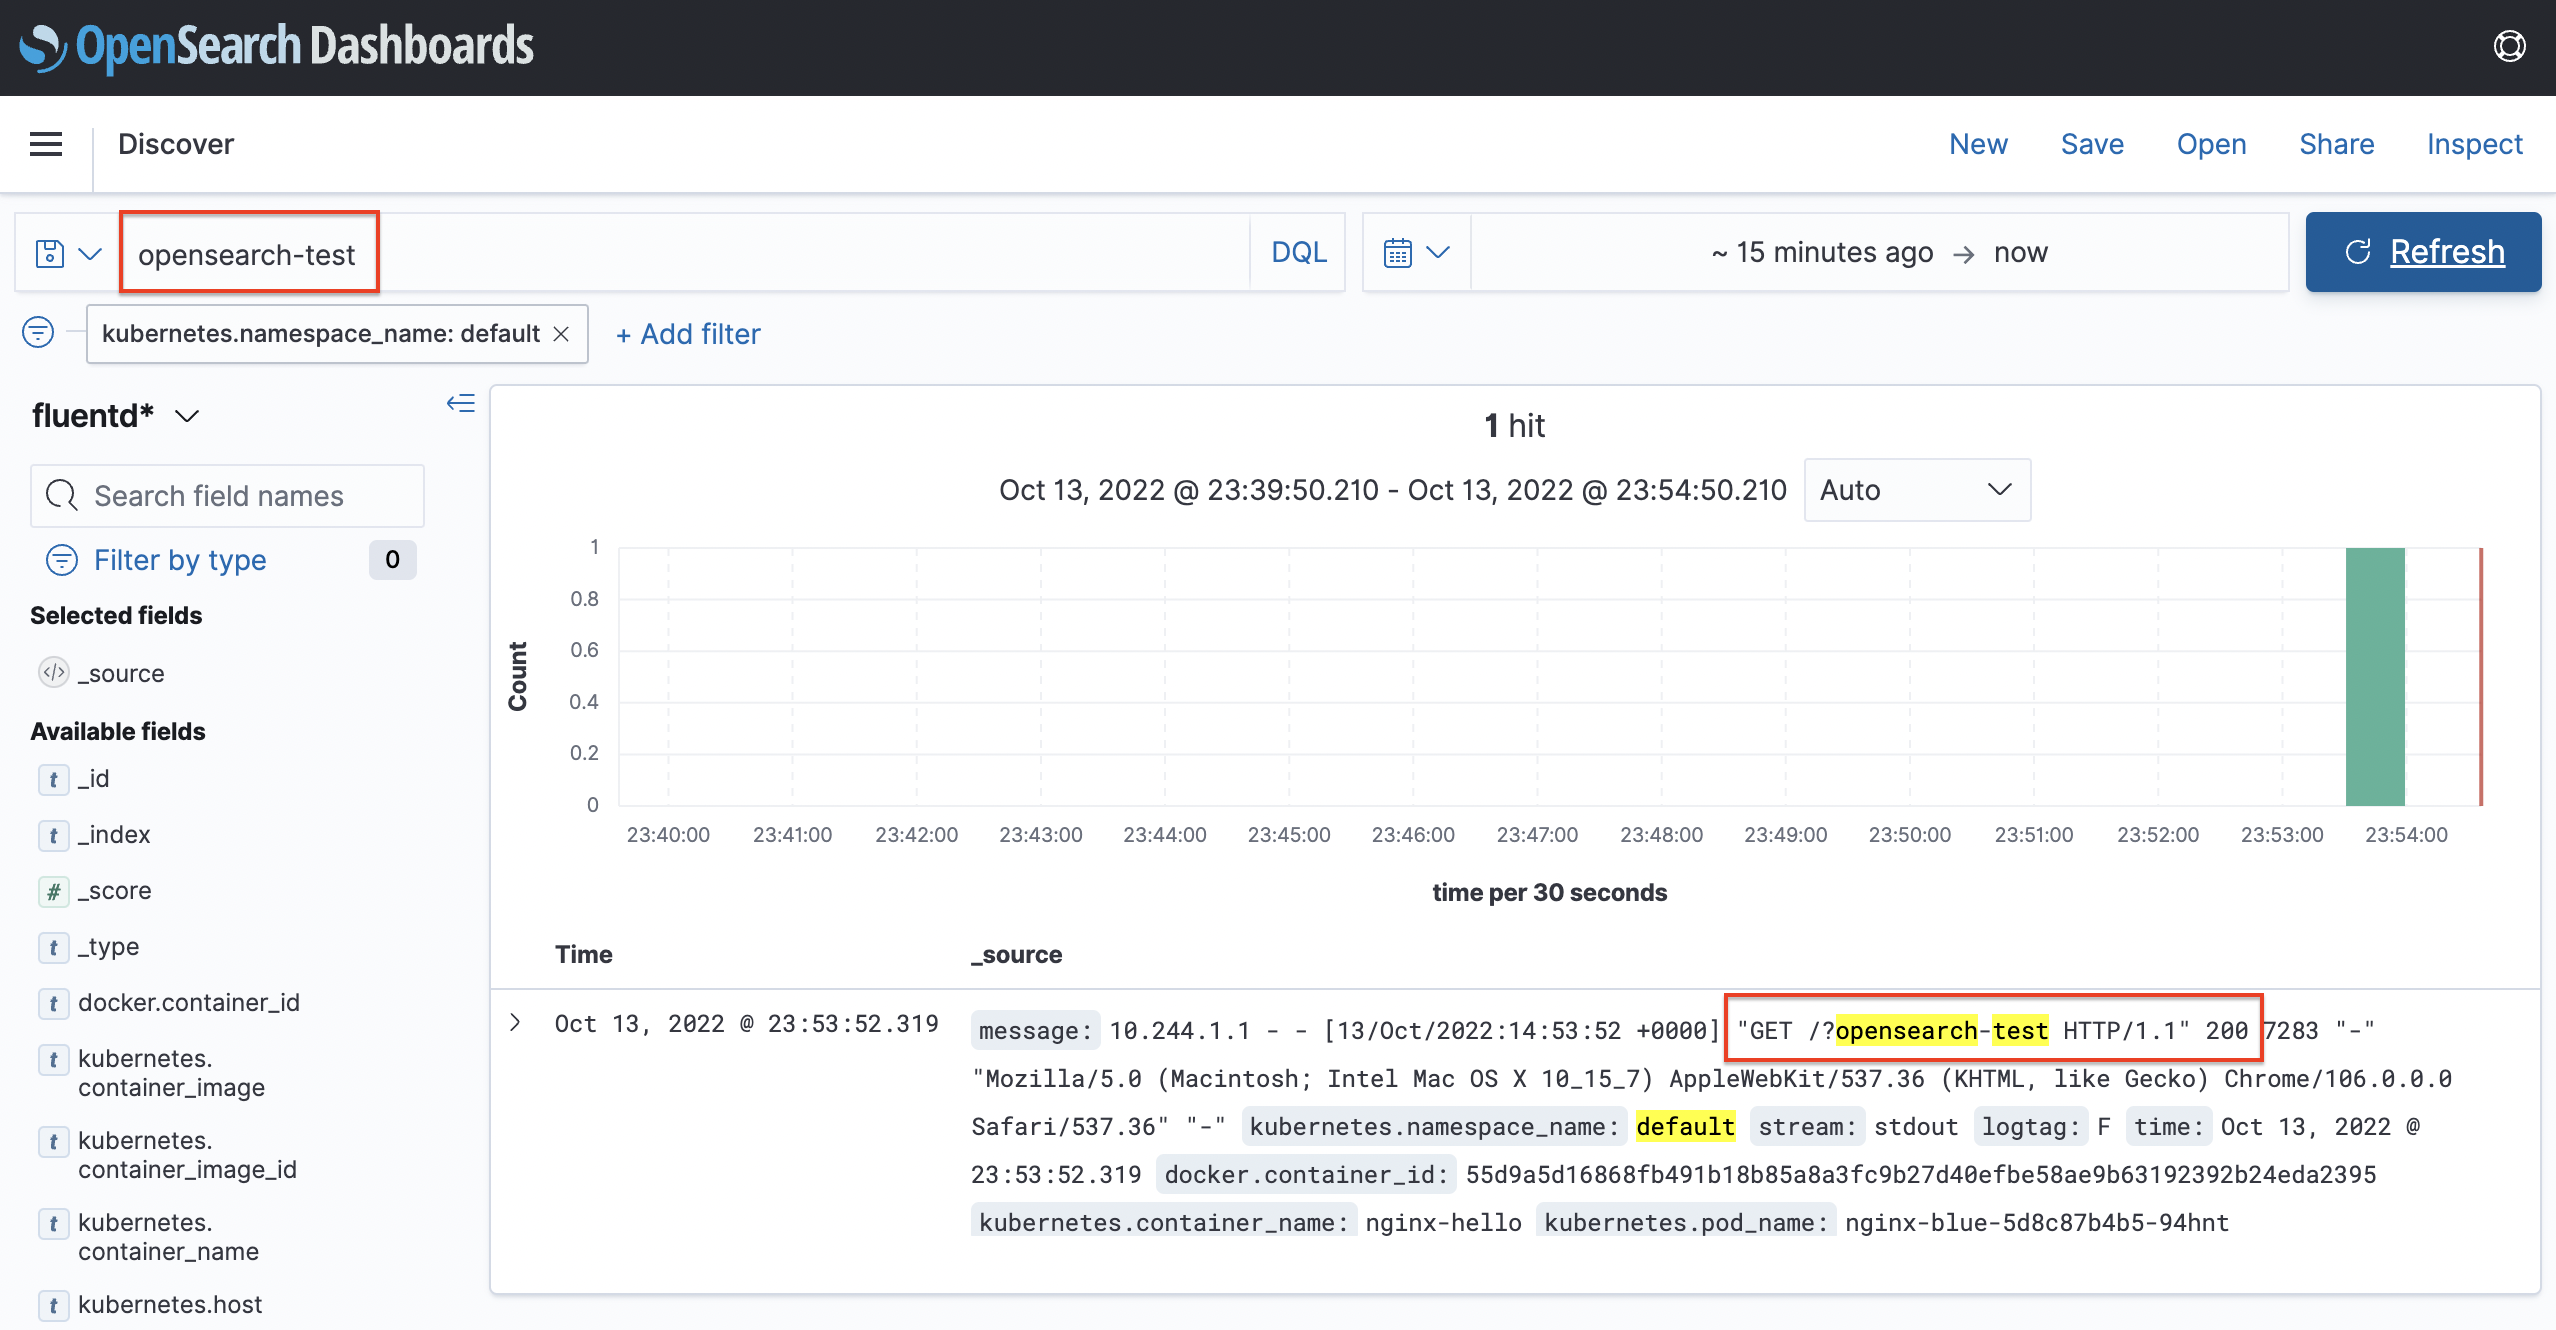 OpenSearch Dashboards
Discover
New Save Open Share Inspect
opensearch-test
DQL
~ 15 minutes ago → now
Refresh
kubernetes.namespace_name: default ×
+ Add filter
fluentd*
Search field names
Filter by type 0
Selected fields
_source
Available fields
t _id
t _index
# _score
t _type
t docker.container_id
t kubernetes.
container_image
t kubernetes.
container_image_id
t kubernetes.
container_name
t kubernetes.host
1 hit
Oct 13, 2022 @ 23:39:50.210 - Oct 13, 2022 @ 23:54:50.210 Auto
Count
1
0.8
0.6
0.4
0.2
0
23:40:00 23:41:00 23:42:00 23:43:00 23:44:00 23:45:00 23:46:00 23:47:00 23:48:00 23:49:00 23:50:00 23:51:00 23:52:00 23:53:00 23:54:00
time per 30 seconds
Time _source
Oct 13, 2022 @ 23:53:52.319
message: 10.244.1.1 - - [13/Oct/2022:14:53:52 +0000] "GET /?opensearch-test HTTP/1.1" 200 7283 "-"
"Mozilla/5.0 (Macintosh; Intel Mac OS X 10_15_7) AppleWebKit/537.36 (KHTML, like Gecko) Chrome/106.0.0.0
Safari/537.36" "-" kubernetes.namespace_name: default stream: stdout logtag: F time: Oct 13, 2022 @
23:53:52.319 docker.container_id: 55d9a5d16868fb491b18b85a8a3fc9b27d40efbe58ae9b63192392b24eda2395
kubernetes.container_name: nginx-hello kubernetes.pod_name: nginx-blue-5d8c87b4b5-94hnt